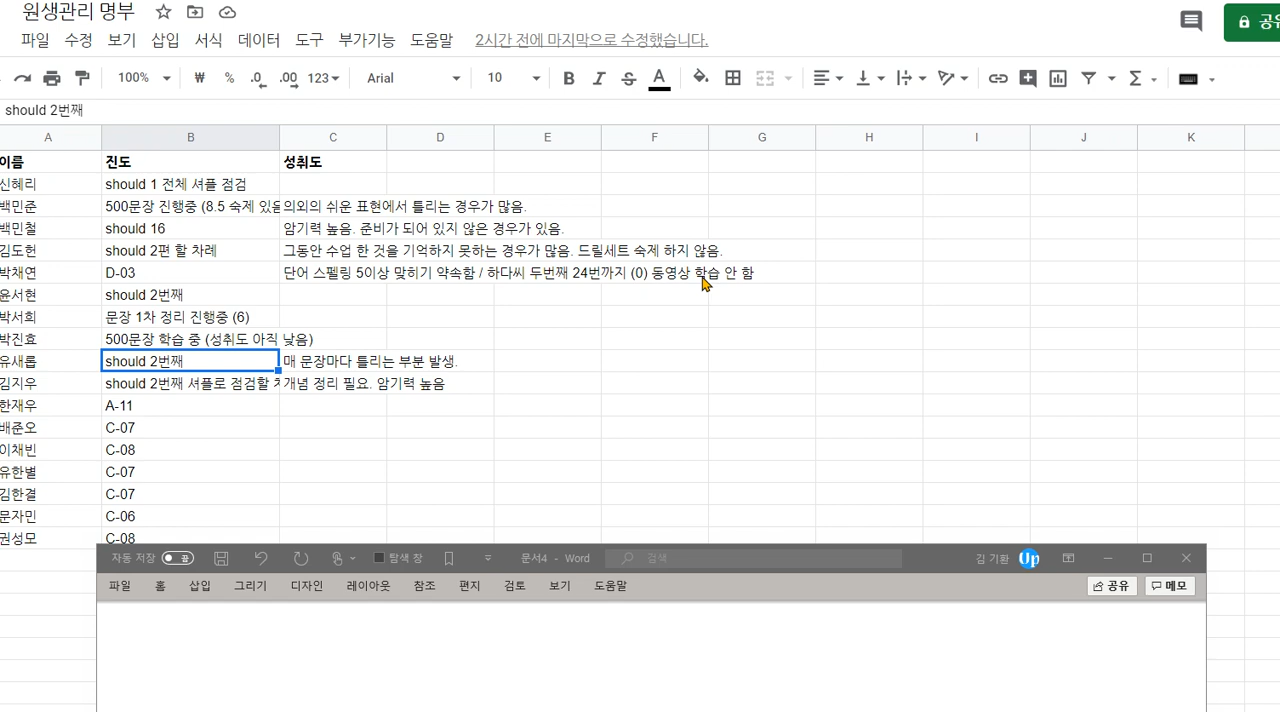 원생관리 명부
파일 수정 보기 삽입 서식 데이터 도구 부가기능 도움말 2시간 전에 마지막으로 수정했습니다.
공유
100% ₩ % .0 .00 123 Arial 10 B I S A Σ
should 2번째
A B C D E F G H I J K
이름 진도 성취도
신혜리 should 1 전체 셔플 점검
백민준 500문장 진행중 (8.5 숙제 있음 의외의 쉬운 표현에서 틀리는 경우가 많음.
백민철 should 16 암기력 높음. 준비가 되어 있지 않은 경우가 있음.
김도헌 should 2편 할 차례 그동안 수업 한 것을 기억하지 못하는 경우가 많음. 드릴세트 숙제 하지 않음.
박채연 D-03 단어 스펠링 5이상 맞히기 약속함 / 하다씨 두번째 24번까지 (0) 동영상 학습 안 함
윤서현 should 2번째
박서희 문장 1차 정리 진행중 (6)
박진효 500문장 학습 중 (성취도 아직 낮음)
유새롭 should 2번째 매 문장마다 틀리는 부분 발생.
김지우 should 2번째 셔플로 점검할 개념 정리 필요. 암기력 높음
한재우 A-11
배준오 C-07
이채빈 C-08
유한별 C-07
김한결 C-07
문자민 C-06
권성모 C-08
자동 저장 끔 탐색 창 문서4 - Word 검색 김 기환 Up
파일 홈 삽입 그리기 디자인 레이아웃 참조 편지 검토 보기 도움말 공유 메모